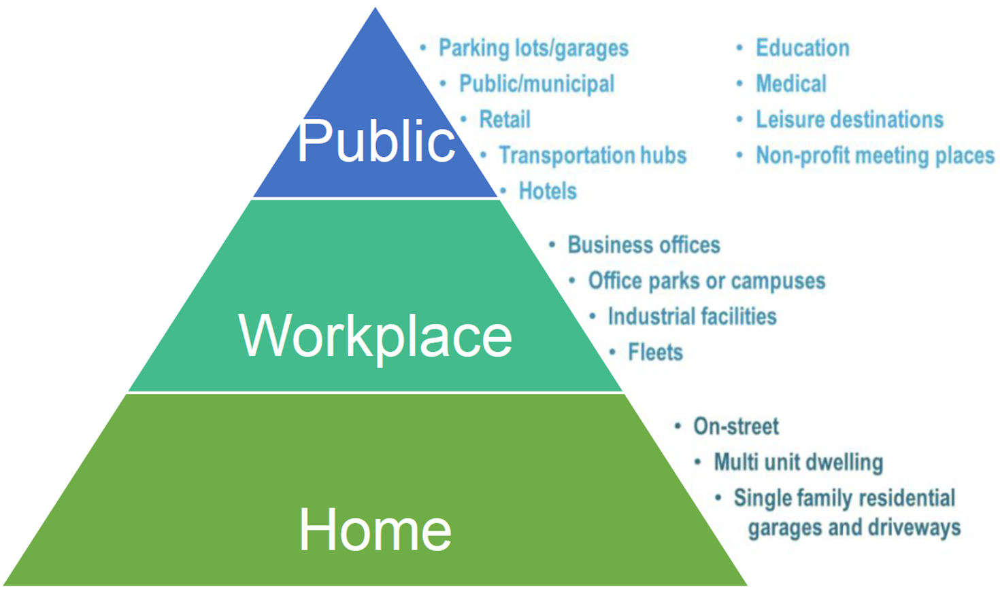 Public
• Parking lots/garages
• Public/municipal
• Retail
• Transportation hubs
• Hotels
• Education
• Medical
• Leisure destinations
• Non-profit meeting places
Workplace
• Business offices
• Office parks or campuses
• Industrial facilities
• Fleets
Home
• On-street
• Multi unit dwelling
• Single family residential
garages and driveways